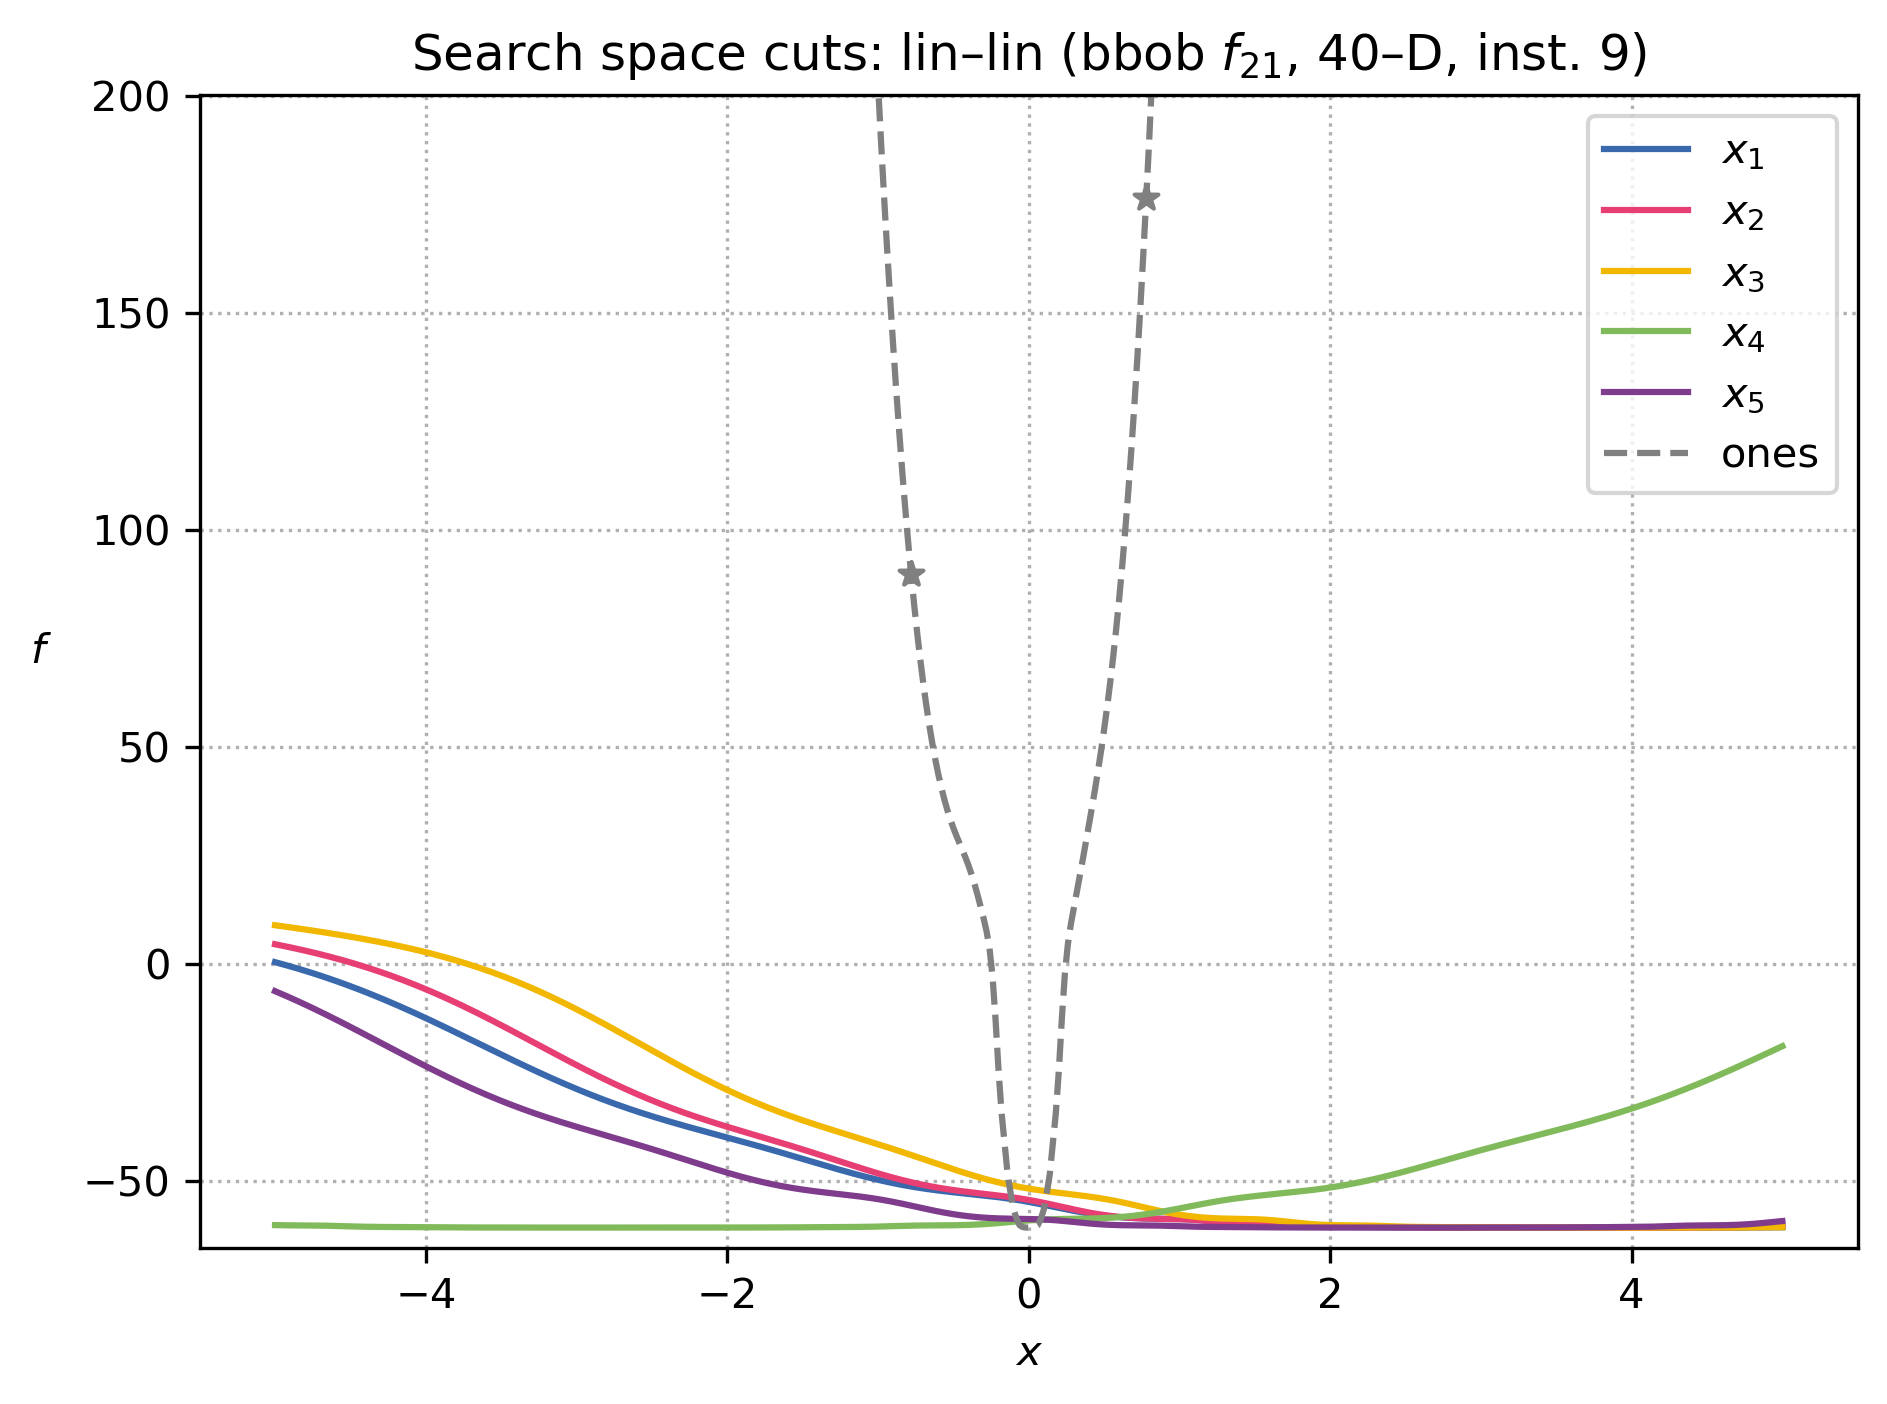 Search space cuts: lin–lin (bbob f₂₁, 40–D, inst. 9)
200
150
100
50
0
−50
f
−4
−2
0
2
4
x
x₁
x₂
x₃
x₄
x₅
ones